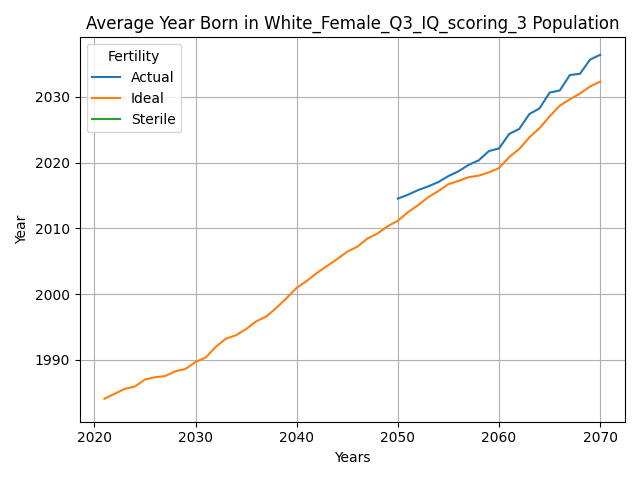 Average Year Born in White_Female_Q3_IQ_scoring_3 Population
Fertility
Actual
Ideal
Sterile
Year
2030
2020
2010
2000
1990
2020 2030 2040 2050 2060 2070
Years